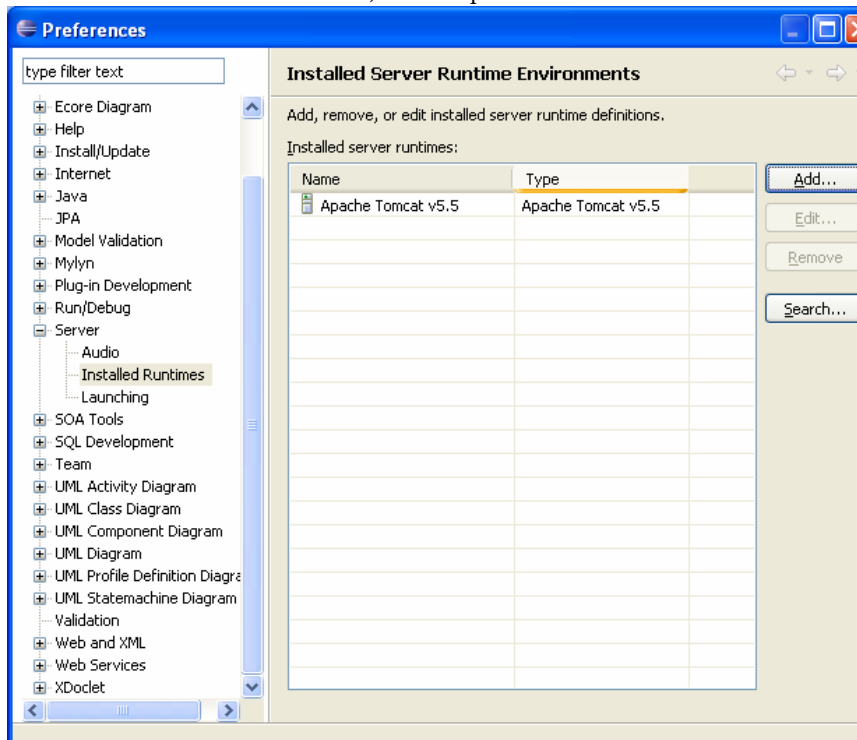 Preferences
type filter text
Ecore Diagram
Help
Install/Update
Internet
Java
JPA
Model Validation
Mylyn
Plug-in Development
Run/Debug
Server
Audio
Installed Runtimes
Launching
SOA Tools
SQL Development
Team
UML Activity Diagram
UML Class Diagram
UML Component Diagram
UML Diagram
UML Profile Definition Diagra
UML Statemachine Diagram
Validation
Web and XML
Web Services
XDoclet
Installed Server Runtime Environments
Add, remove, or edit installed server runtime definitions.
Installed server runtimes:
Name Type
Apache Tomcat v5.5 Apache Tomcat v5.5
Add...
Edit...
Remove
Search...